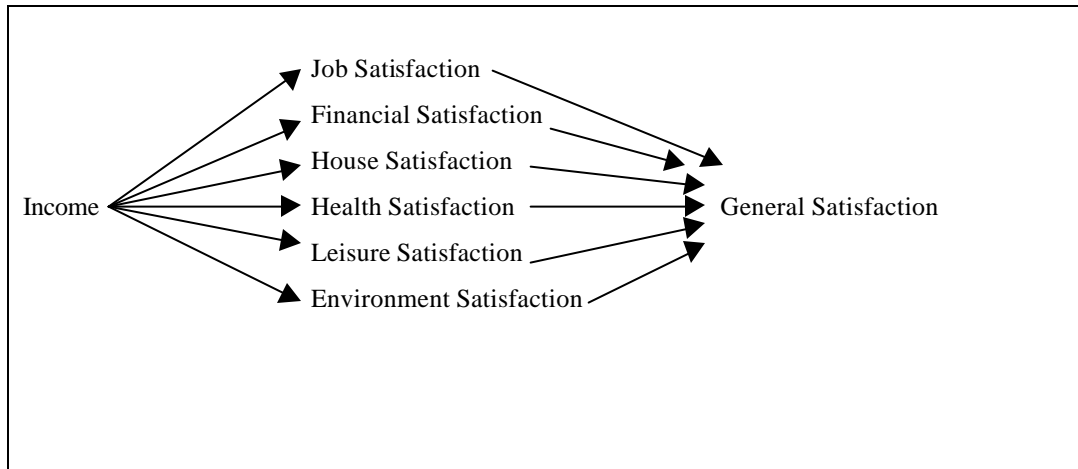 Job Satisfaction
Financial Satisfaction
House Satisfaction
Income
Health Satisfaction
General Satisfaction
Leisure Satisfaction
Environment Satisfaction